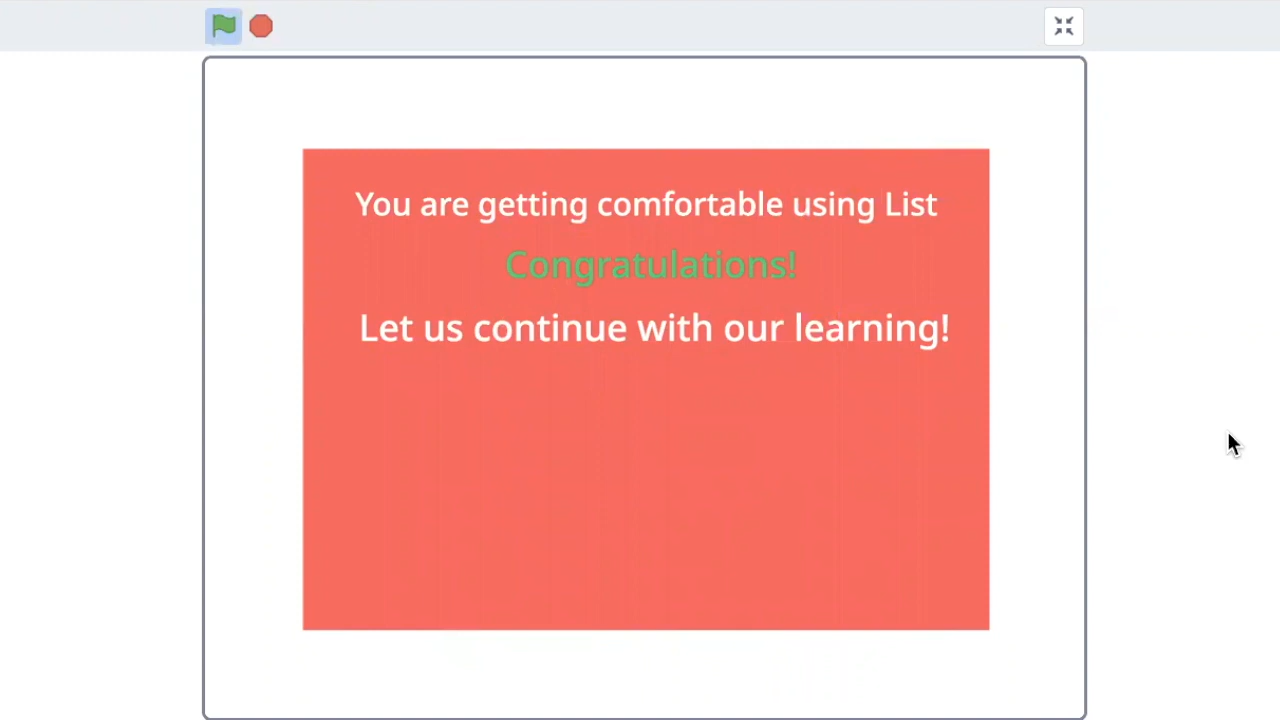 You are getting comfortable using List
Congratulations!
Let us continue with our learning!